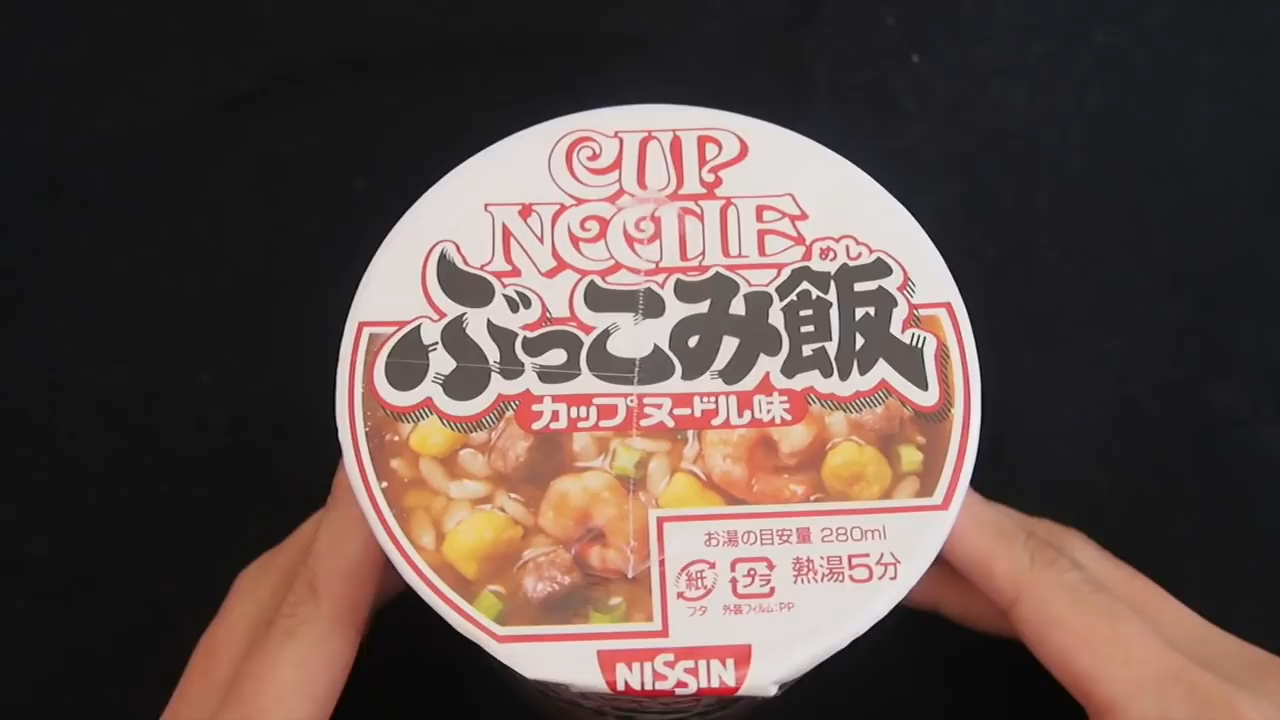 CUP
NOODLE
めし
ぶっこみ飯
カップヌードル味
お湯の目安量 280ml
熱湯5分
紙 プラ
フタ 外装フィルム:PP
NISSIN